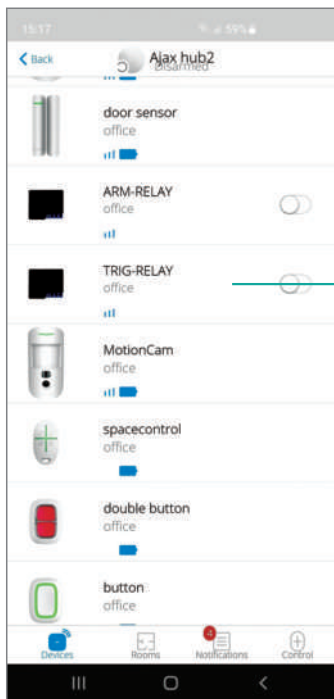 15:17
59%
Back
Ajax hub2
Disarmed
door sensor
office
ARM-RELAY
office
TRIG-RELAY
office
MotionCam
office
spacecontrol
office
double button
office
button
office
4
Devices
Rooms
Notifications
Control